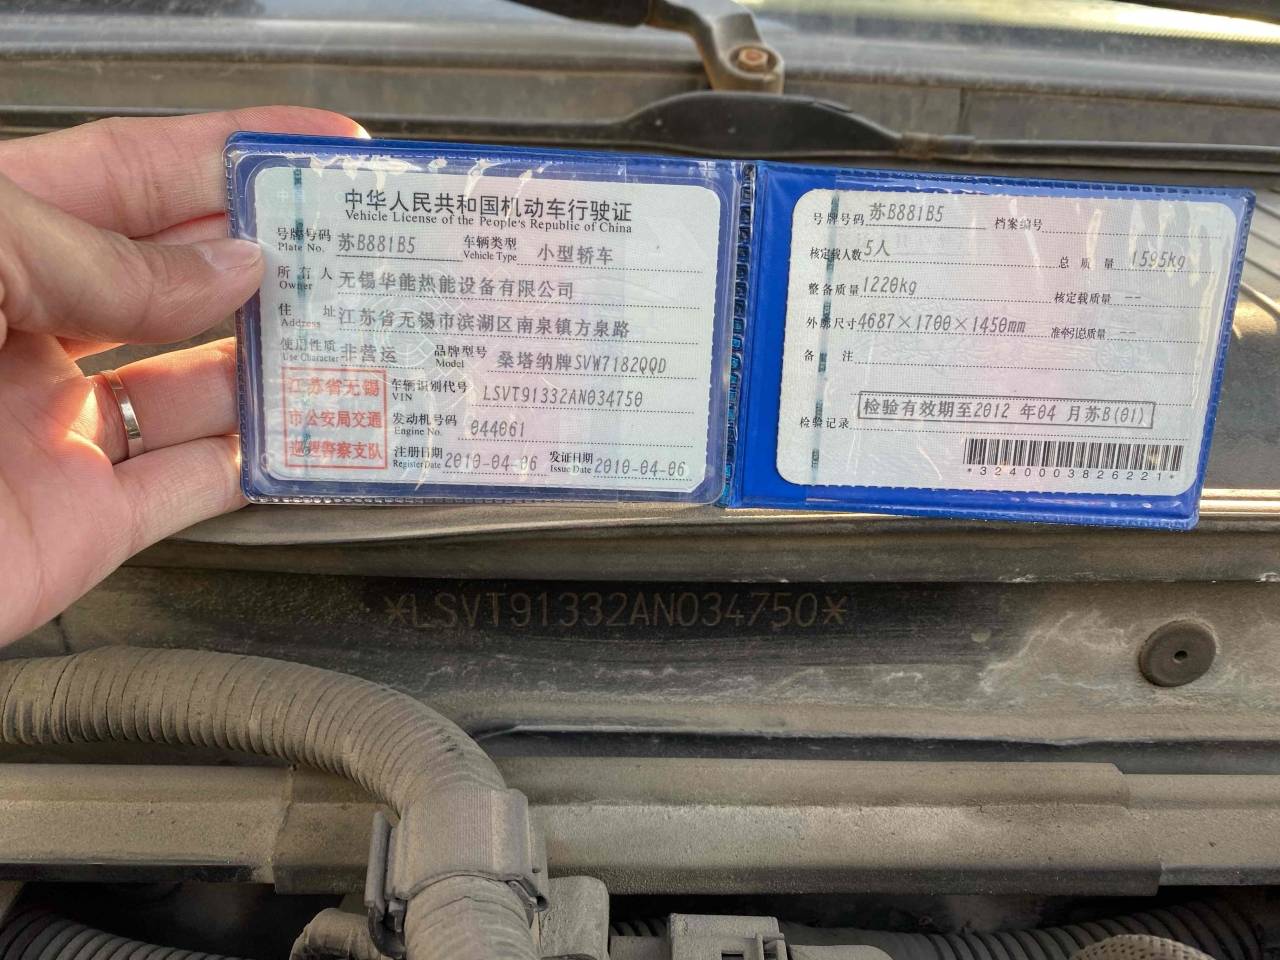 中华人民共和国机动车行驶证
Vehicle License of the People's Republic of China
号牌号码 苏B881B5 车辆类型 小型轿车
Plate No. Vehicle Type
所有人 无锡华能热能设备有限公司
Owner
住址 江苏省无锡市滨湖区南泉镇方泉路
Address
使用性质 非营运 品牌型号 桑塔纳牌SVW7182QQD
Use Character Model
江苏省无锡
市公安局交通
巡逻警察支队
车辆识别代号 LSVT91332AN034750
VIN
发动机号码 044061
Engine No.
注册日期 2010-04-06 发证日期 2010-04-06
Register Date Issue Date
号牌号码 苏B881B5 档案编号
核定载人数 5人 总质量 1595kg
整备质量 1220kg 核定载质量 --
外廓尺寸 4687×1700×1450mm 准牵引总质量 --
备注
检验有效期至2012 年04 月苏B(01)
检验记录
*3240003826221*
*LSVT91332AN034750*